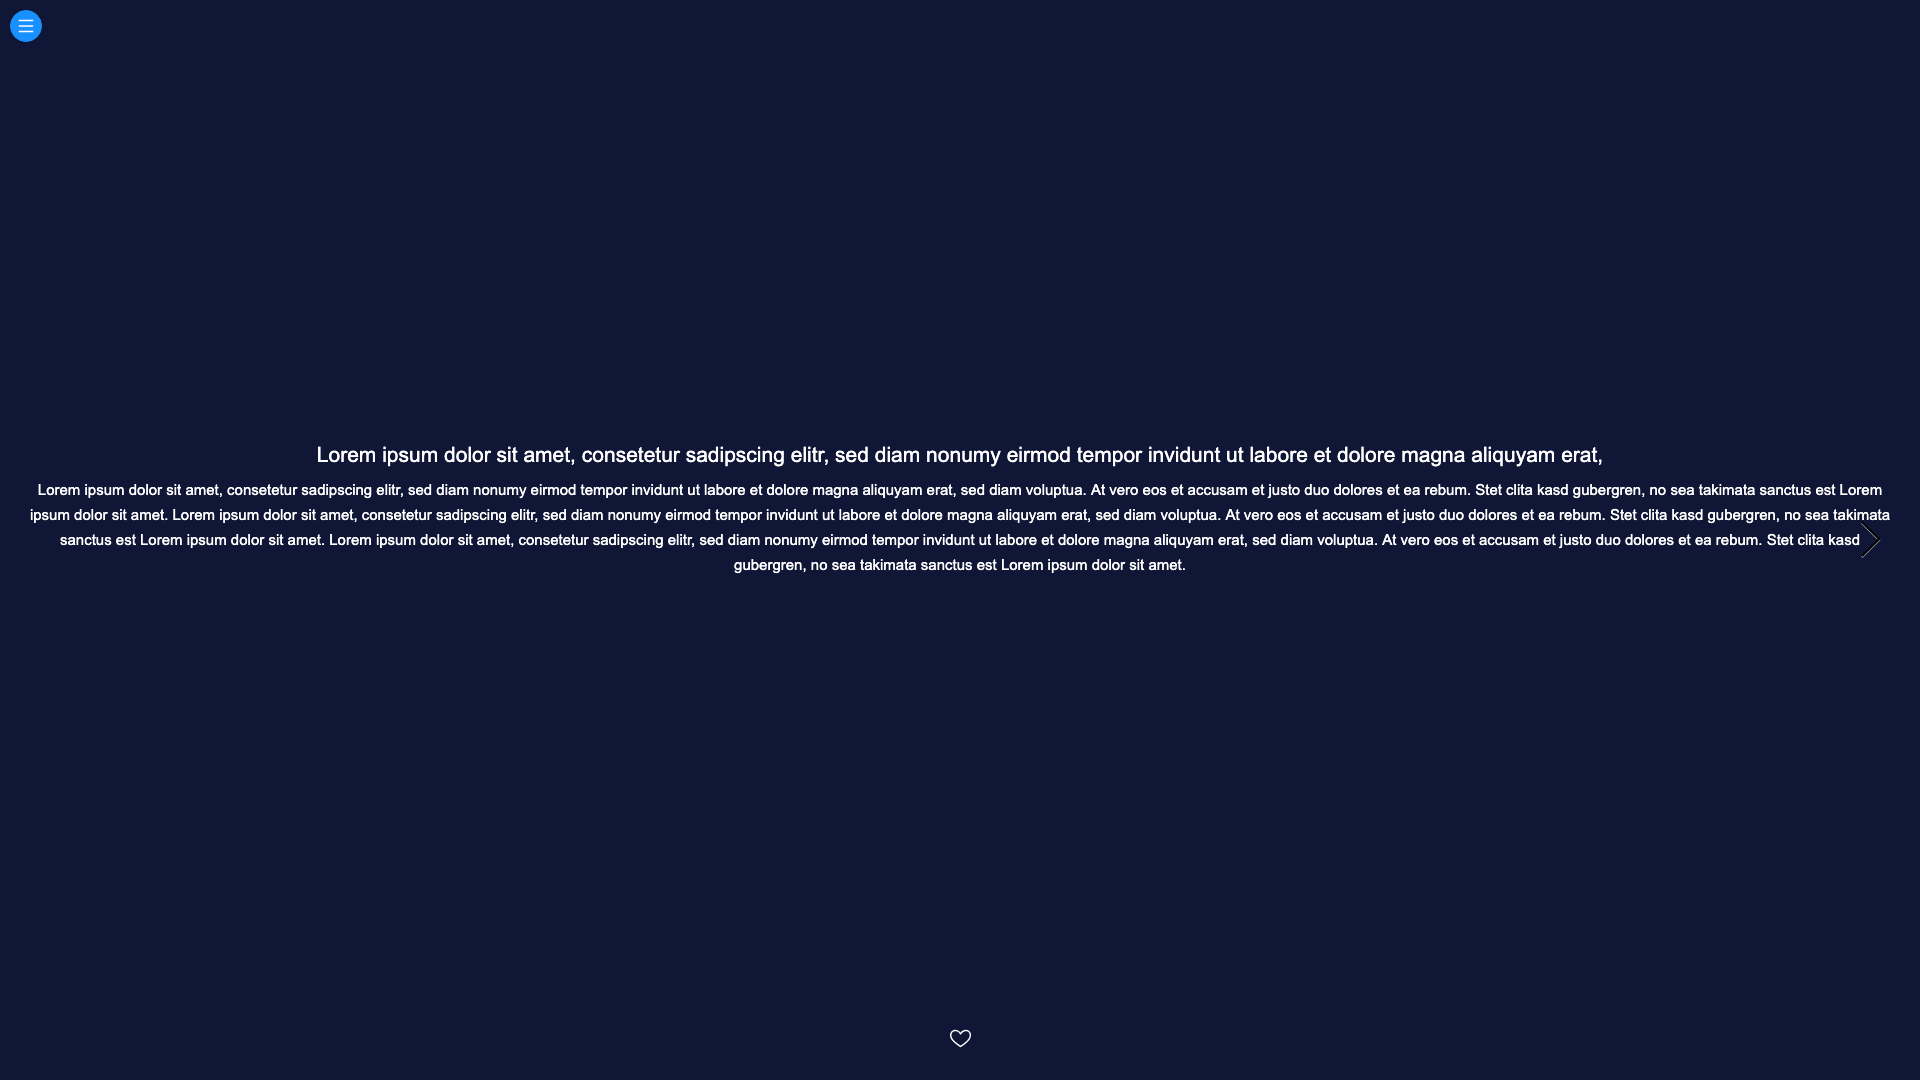 Lorem ipsum dolor sit amet, consetetur sadipscing elitr, sed diam nonumy eirmod tempor invidunt ut labore et dolore magna aliquyam erat,
Lorem ipsum dolor sit amet, consetetur sadipscing elitr, sed diam nonumy eirmod tempor invidunt ut labore et dolore magna aliquyam erat, sed diam voluptua. At vero eos et accusam et justo duo dolores et ea rebum. Stet clita kasd gubergren, no sea takimata sanctus est Lorem
ipsum dolor sit amet. Lorem ipsum dolor sit amet, consetetur sadipscing elitr, sed diam nonumy eirmod tempor invidunt ut labore et dolore magna aliquyam erat, sed diam voluptua. At vero eos et accusam et justo duo dolores et ea rebum. Stet clita kasd gubergren, no sea takimata
sanctus est Lorem ipsum dolor sit amet. Lorem ipsum dolor sit amet, consetetur sadipscing elitr, sed diam nonumy eirmod tempor invidunt ut labore et dolore magna aliquyam erat, sed diam voluptua. At vero eos et accusam et justo duo dolores et ea rebum. Stet clita kasd
gubergren, no sea takimata sanctus est Lorem ipsum dolor sit amet.